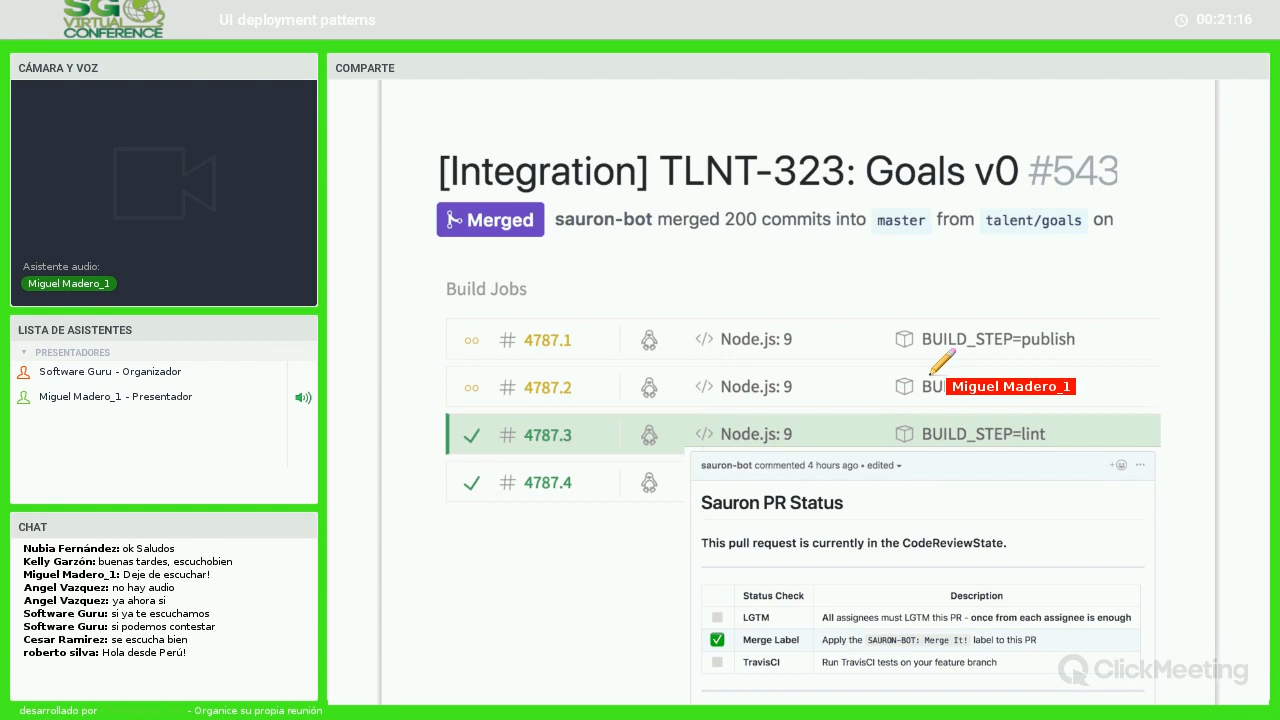 SG
VIRTUAL
CONFERENCE
UI deployment patterns
00:21:16
CÁMARA Y VOZ
Asistente audio:
Miguel Madero_1
LISTA DE ASISTENTES
PRESENTADORES
Software Guru - Organizador
Miguel Madero_1 - Presentador
CHAT
Nubia Fernández: ok Saludos
Kelly Garzón: buenas tardes, escuchobien
Miguel Madero_1: Deje de escuchar!
Angel Vazquez: no hay audio
Angel Vazquez: ya ahora si
Software Guru: si ya te escuchamos
Software Guru: si podemos contestar
Cesar Ramirez: se escucha bien
roberto silva: Hola desde Perú!
desarrollado por - Organice su propia reunión
COMPARTE
[Integration] TLNT-323: Goals v0 #543
Merged sauron-bot merged 200 commits into master from talent/goals on
Build Jobs
# 4787.1 </> Node.js: 9 BUILD_STEP=publish
# 4787.2 </> Node.js: 9 BU
Miguel Madero_1
# 4787.3 </> Node.js: 9 BUILD_STEP=lint
# 4787.4
sauron-bot commented 4 hours ago • edited
Sauron PR Status
This pull request is currently in the CodeReviewState.
Status Check Description
LGTM All assignees must LGTM this PR - once from each assignee is enough
Merge Label Apply the SAURON-BOT: Merge It! label to this PR
TravisCI Run TravisCI tests on your feature branch
ClickMeeting